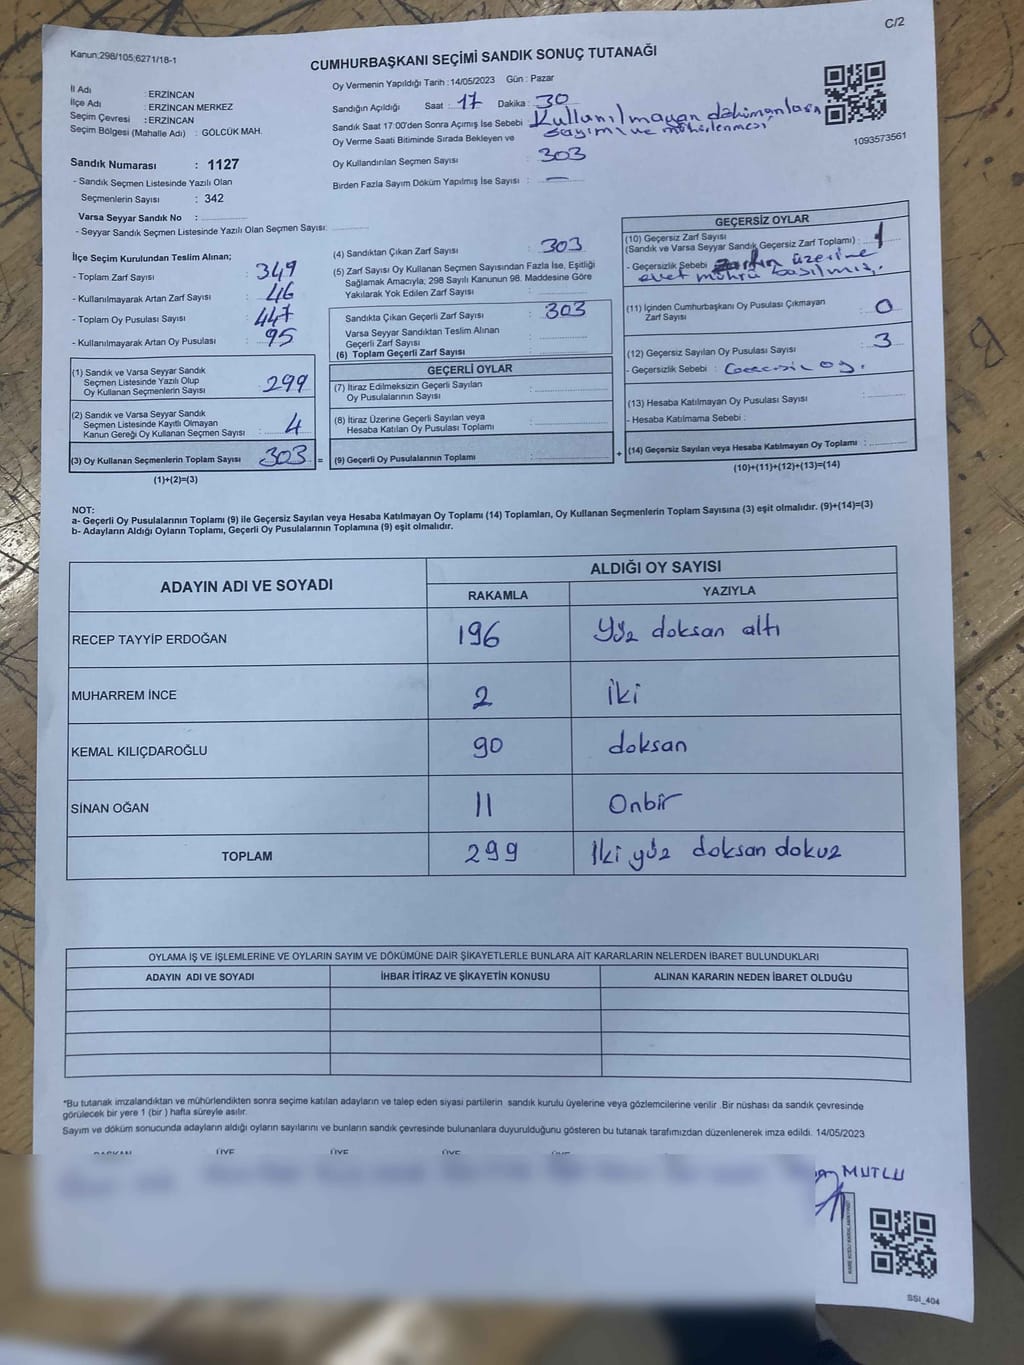 C/2
Kanun:298/105;6271/18-1
CUMHURBAŞKANI SEÇİMİ SANDIK SONUÇ TUTANAĞI
İl Adı : ERZİNCAN
İlçe Adı : ERZİNCAN MERKEZ
Seçim Çevresi : ERZİNCAN
Seçim Bölgesi (Mahalle Adı) : GÖLCÜK MAH.
Oy Vermenin Yapıldığı Tarih : 14/05/2023 Gün : Pazar
Sandığın Açıldığı Saat : 17 Dakika : 30
Sandık Saat 17:00'den Sonra Açımış İse Sebebi Kullanılmayan dökümanların
sayımı ve mühürlenmesi
Oy Verme Saati Bitiminde Sırada Bekleyen ve
Oy Kullandırılan Seçmen Sayısı : 303
Birden Fazla Sayım Döküm Yapılmış İse Sayısı : —
1093573561
Sandık Numarası : 1127
- Sandık Seçmen Listesinde Yazılı Olan
Seçmenlerin Sayısı : 342
Varsa Seyyar Sandık No :
- Seyyar Sandık Seçmen Listesinde Yazılı Olan Seçmen Sayısı:
İlçe Seçim Kurulundan Teslim Alınan;
- Toplam Zarf Sayısı : 349
- Kullanılmayarak Artan Zarf Sayısı : 46
- Toplam Oy Pusulası Sayısı : 447
- Kullanılmayarak Artan Oy Pusulası : 95
(1) Sandık ve Varsa Seyyar Sandık
Seçmen Listesinde Yazılı Olup
Oy Kullanan Seçmenlerin Sayısı : 299
(2) Sandık ve Varsa Seyyar Sandık
Seçmen Listesinde Kayıtlı Olmayan
Kanun Gereği Oy Kullanan Seçmen Sayısı : 4
(3) Oy Kullanan Seçmenlerin Toplam Sayısı : 303 =
(1)+(2)=(3)
(4) Sandıktan Çıkan Zarf Sayısı : 303
(5) Zarf Sayısı Oy Kullanan Seçmen Sayısından Fazla İse, Eşitliği
Sağlamak Amacıyla; 298 Sayılı Kanunun 98. Maddesine Göre
Yakılarak Yok Edilen Zarf Sayısı :
Sandıkta Çıkan Geçerli Zarf Sayısı : 303
Varsa Seyyar Sandıktan Teslim Alınan
Geçerli Zarf Sayısı :
(6) Toplam Geçerli Zarf Sayısı :
GEÇERLİ OYLAR
(7) İtiraz Edilmeksizin Geçerli Sayılan
Oy Pusulalarının Sayısı :
(8) İtiraz Üzerine Geçerli Sayılan veya
Hesaba Katılan Oy Pusulası Toplamı :
(9) Geçerli Oy Pusulalarının Toplamı : +
GEÇERSİZ OYLAR
(10) Geçersiz Zarf Sayısı
(Sandık ve Varsa Seyyar Sandık Geçersiz Zarf Toplamı) : 1
- Geçersizlik Sebebi : Zarfın üzerine
evet mührü basılmış.
(11) İçinden Cumhurbaşkanı Oy Pusulası Çıkmayan
Zarf Sayısı : 0
(12) Geçersiz Sayılan Oy Pusulası Sayısı : 3
- Geçersizlik Sebebi : Geçersiz oy.
(13) Hesaba Katılmayan Oy Pusulası Sayısı :
- Hesaba Katılmama Sebebi :
(14) Geçersiz Sayılan veya Hesaba Katılmayan Oy Toplamı :
(10)+(11)+(12)+(13)=(14)
NOT:
a- Geçerli Oy Pusulalarının Toplamı (9) ile Geçersiz Sayılan veya Hesaba Katılmayan Oy Toplamı (14) Toplamları, Oy Kullanan Seçmenlerin Toplam Sayısına (3) eşit olmalıdır. (9)+(14)=(3)
b- Adayların Aldığı Oyların Toplamı, Geçerli Oy Pusulalarının Toplamına (9) eşit olmalıdır.
ADAYIN ADI VE SOYADI
ALDIĞI OY SAYISI
RAKAMLA YAZIYLA
RECEP TAYYİP ERDOĞAN 196 Yüz doksan altı
MUHARREM İNCE 2 İki
KEMAL KILIÇDAROĞLU 90 doksan
SİNAN OĞAN 11 Onbir
TOPLAM 299 İki yüz doksan dokuz
OYLAMA İŞ VE İŞLEMLERİNE VE OYLARIN SAYIM VE DÖKÜMÜNE DAİR ŞİKAYETLERLE BUNLARA AİT KARARLARIN NELERDEN İBARET BULUNDUKLARI
ADAYIN ADI VE SOYADI İHBAR İTİRAZ VE ŞİKAYETİN KONUSU ALINAN KARARIN NEDEN İBARET OLDUĞU
*Bu tutanak imzalandıktan ve mühürlendikten sonra seçime katılan adayların ve talep eden siyasi partilerin sandık kurulu üyelerine veya gözlemcilerine verilir .Bir nüshası da sandık çevresinde
görülecek bir yere 1 (bir ) hafta süreyle asılır.
Sayım ve döküm sonucunda adayların aldığı oyların sayılarını ve bunların sandık çevresinde bulunanlara duyurulduğunu gösteren bu tutanak tarafımızdan düzenlenerek imza edildi. 14/05/2023
BAŞKAN ÜYE ÜYE ÜYE ÜYE
MUTLU
SSI_404